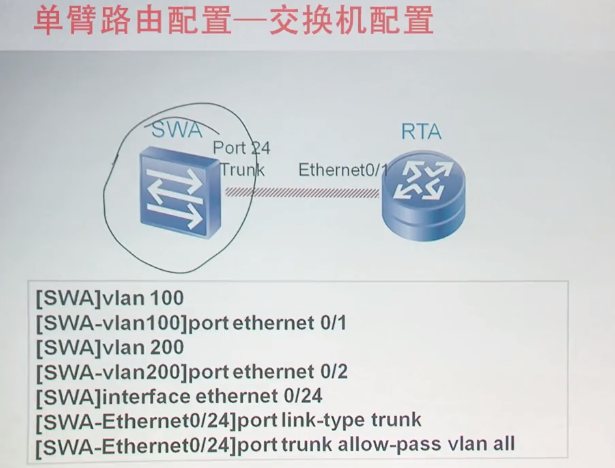 单臂路由配置—交换机配置
SWA
RTA
Port 24
Trunk
Ethernet0/1
[SWA]vlan 100
[SWA-vlan100]port ethernet 0/1
[SWA]vlan 200
[SWA-vlan200]port ethernet 0/2
[SWA]interface ethernet 0/24
[SWA-Ethernet0/24]port link-type trunk
[SWA-Ethernet0/24]port trunk allow-pass vlan all